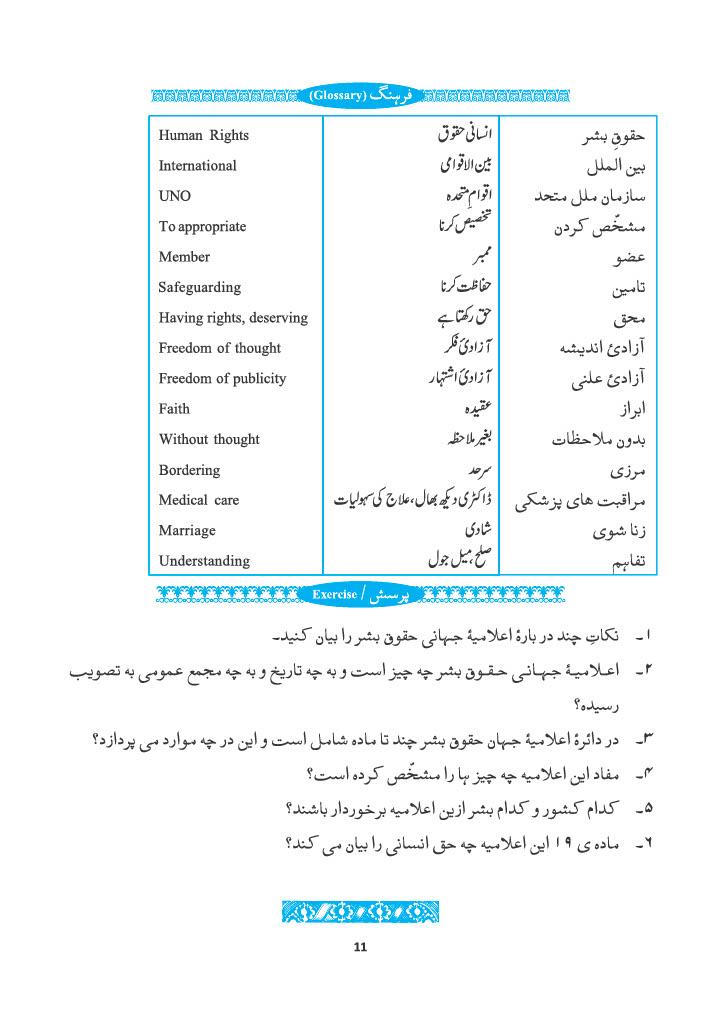 فرہنگ (Glossary)
حقوقِ بشر انسانی حقوق Human Rights
بین الملل بین الاقوامی International
سازمان ملل متحد اقوامِ متحدہ UNO
مشخّص کردن تخصیص کرنا To appropriate
عضو ممبر Member
تامین حفاظت کرنا Safeguarding
محق حق رکھتا ہے Having rights, deserving
آزادیٔ اندیشه آزادیٔ فکر Freedom of thought
آزادیٔ علنی آزادیٔ اشتہار Freedom of publicity
ابراز عقیدہ Faith
بدون ملاحظات بغیر ملاحظہ Without thought
مرزی سرحد Bordering
مراقبت های پزشکی ڈاکٹری دیکھ بھال، علاج کی سہولیات Medical care
زنا شوی شادی Marriage
تفاہم صلح، میل جول Understanding
پرسش / Exercise
۱۔ نکاتِ چند در بارۂ اعلامیۂ جهانی حقوق بشر را بیان کنید۔
۲۔ اعلامیۂ جهانی حقوق بشر چه چیز است و به چه تاریخ و به چه مجمع عمومی به تصویب
رسیده؟
۳۔ در دائرۂ اعلامیۂ جهان حقوق بشر چند تا ماده شامل است و این در چه موارد می پردازد؟
۴۔ مفاد این اعلامیه چه چیز ها را مشخّص کرده است؟
۵۔ کدام کشور و کدام بشر ازین اعلامیه برخوردار باشند؟
۶۔ ماده ی ۱۹ این اعلامیه چه حق انسانی را بیان می کند؟
11